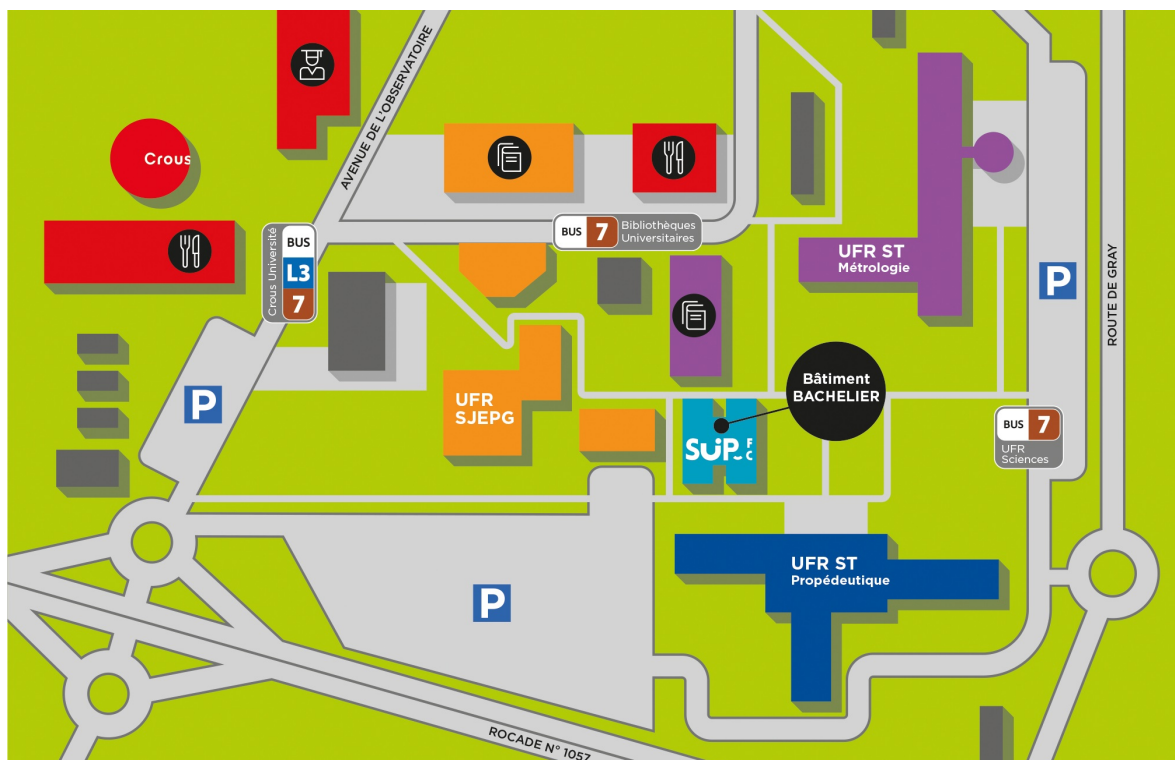 AVENUE DE L'OBSERVATOIRE
Crous
Crous Université
BUS
L3
7
BUS 7 Bibliothèques
Universitaires
UFR ST
Métrologie
P
ROUTE DE GRAY
Bâtiment
BACHELIER
P
UFR
SJEPG
BUS 7
UFR
Sciences
SUP
F
C
UFR ST
Propédeutique
P
ROCADE N° 1057